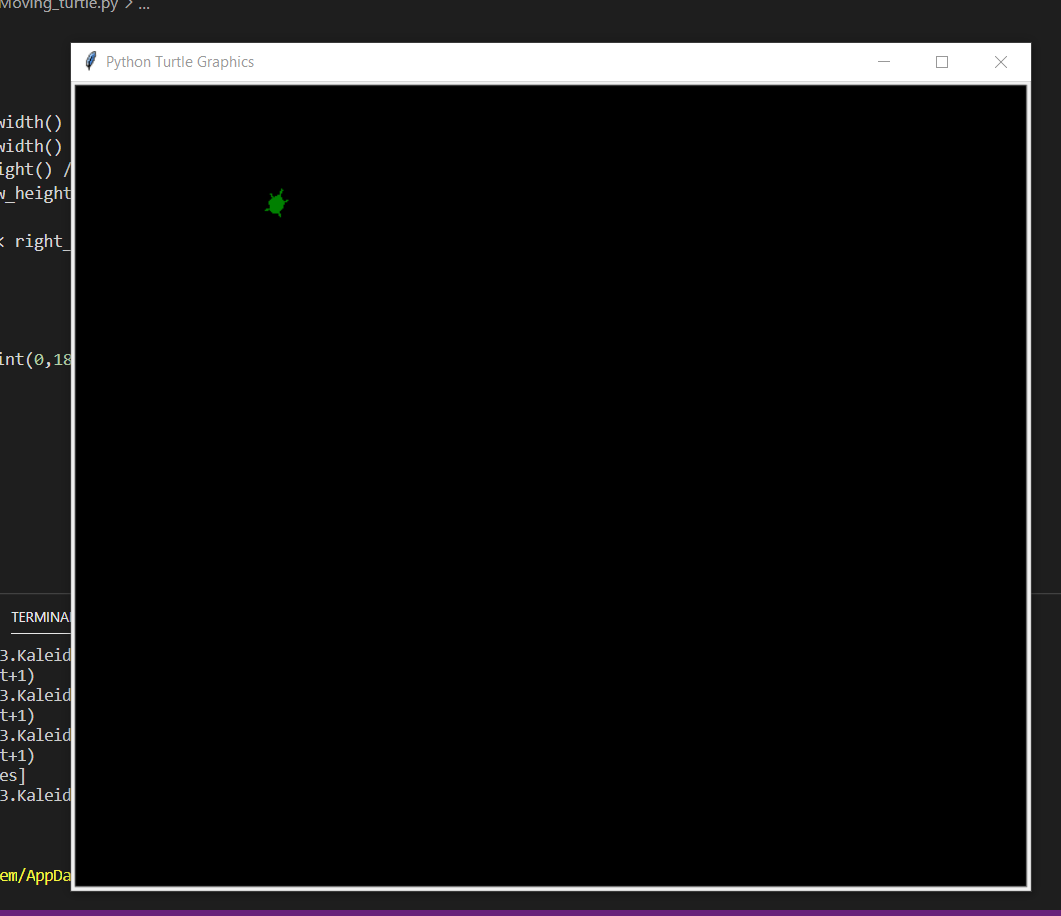 Moving_turtle.py > ...
Python Turtle Graphics
width()
width()
ight() /
w_height
< right_
int(0,18
TERMINAL
3.Kaleid
t+1)
3.Kaleid
t+1)
3.Kaleid
t+1)
es]
3.Kaleid
em/AppDa